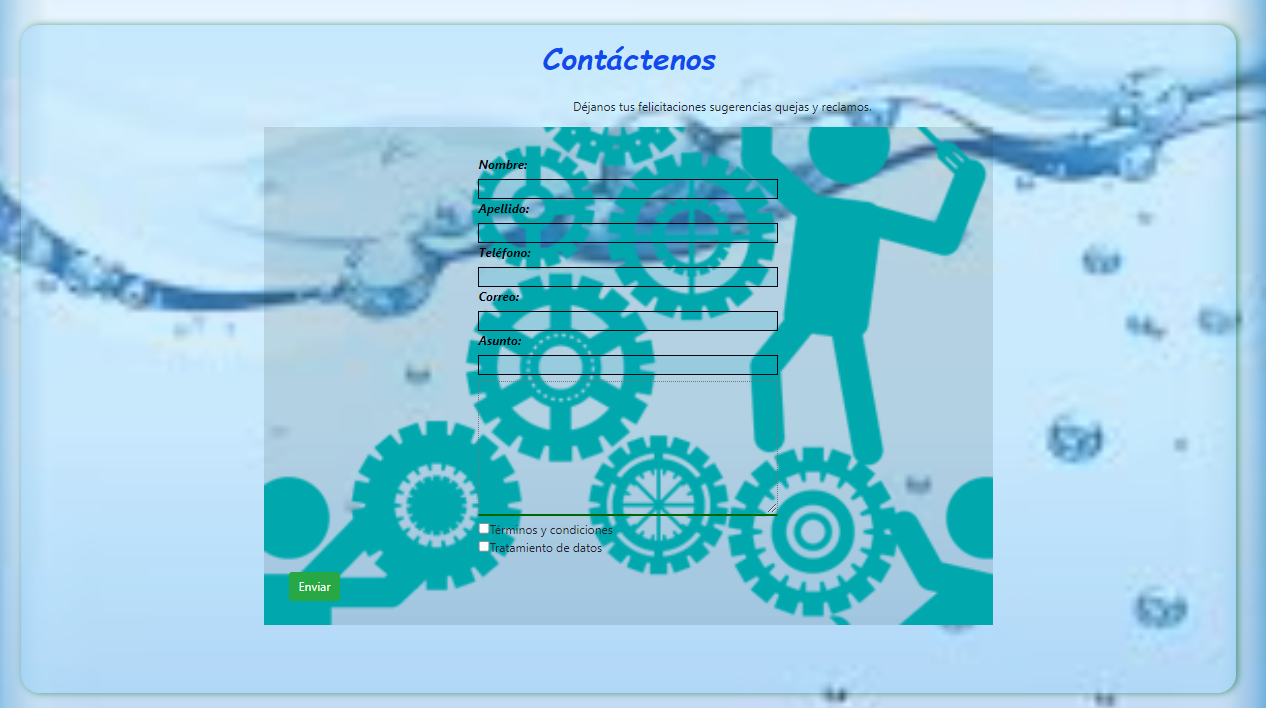 Contáctenos
Déjanos tus felicitaciones sugerencias quejas y reclamos.
Nombre:
Apellido:
Teléfono:
Correo:
Asunto:
Términos y condiciones
Tratamiento de datos
Enviar